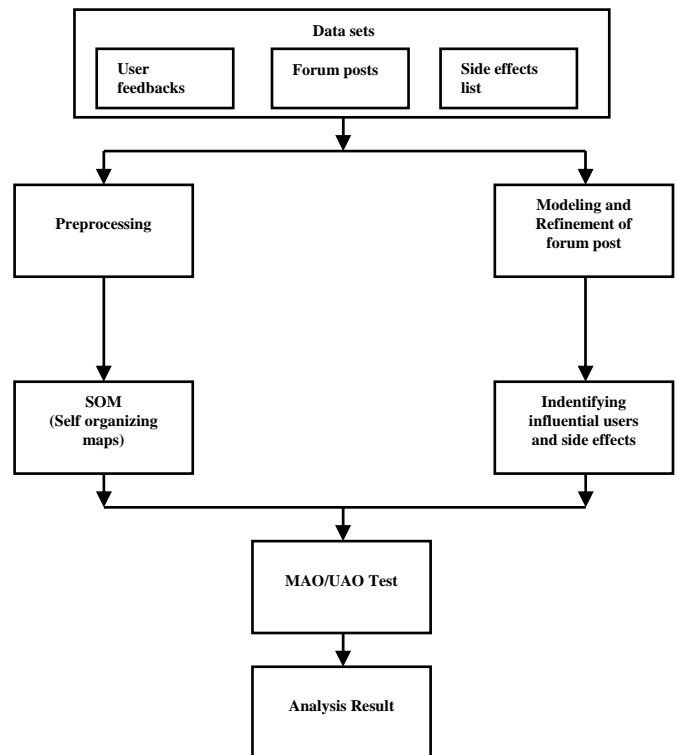 Data sets
User
feedbacks
Forum posts
Side effects
list
Preprocessing
Modeling and
Refinement of
forum post
SOM
(Self organizing
maps)
Indentifying
influential users
and side effects
MAO/UAO Test
Analysis Result